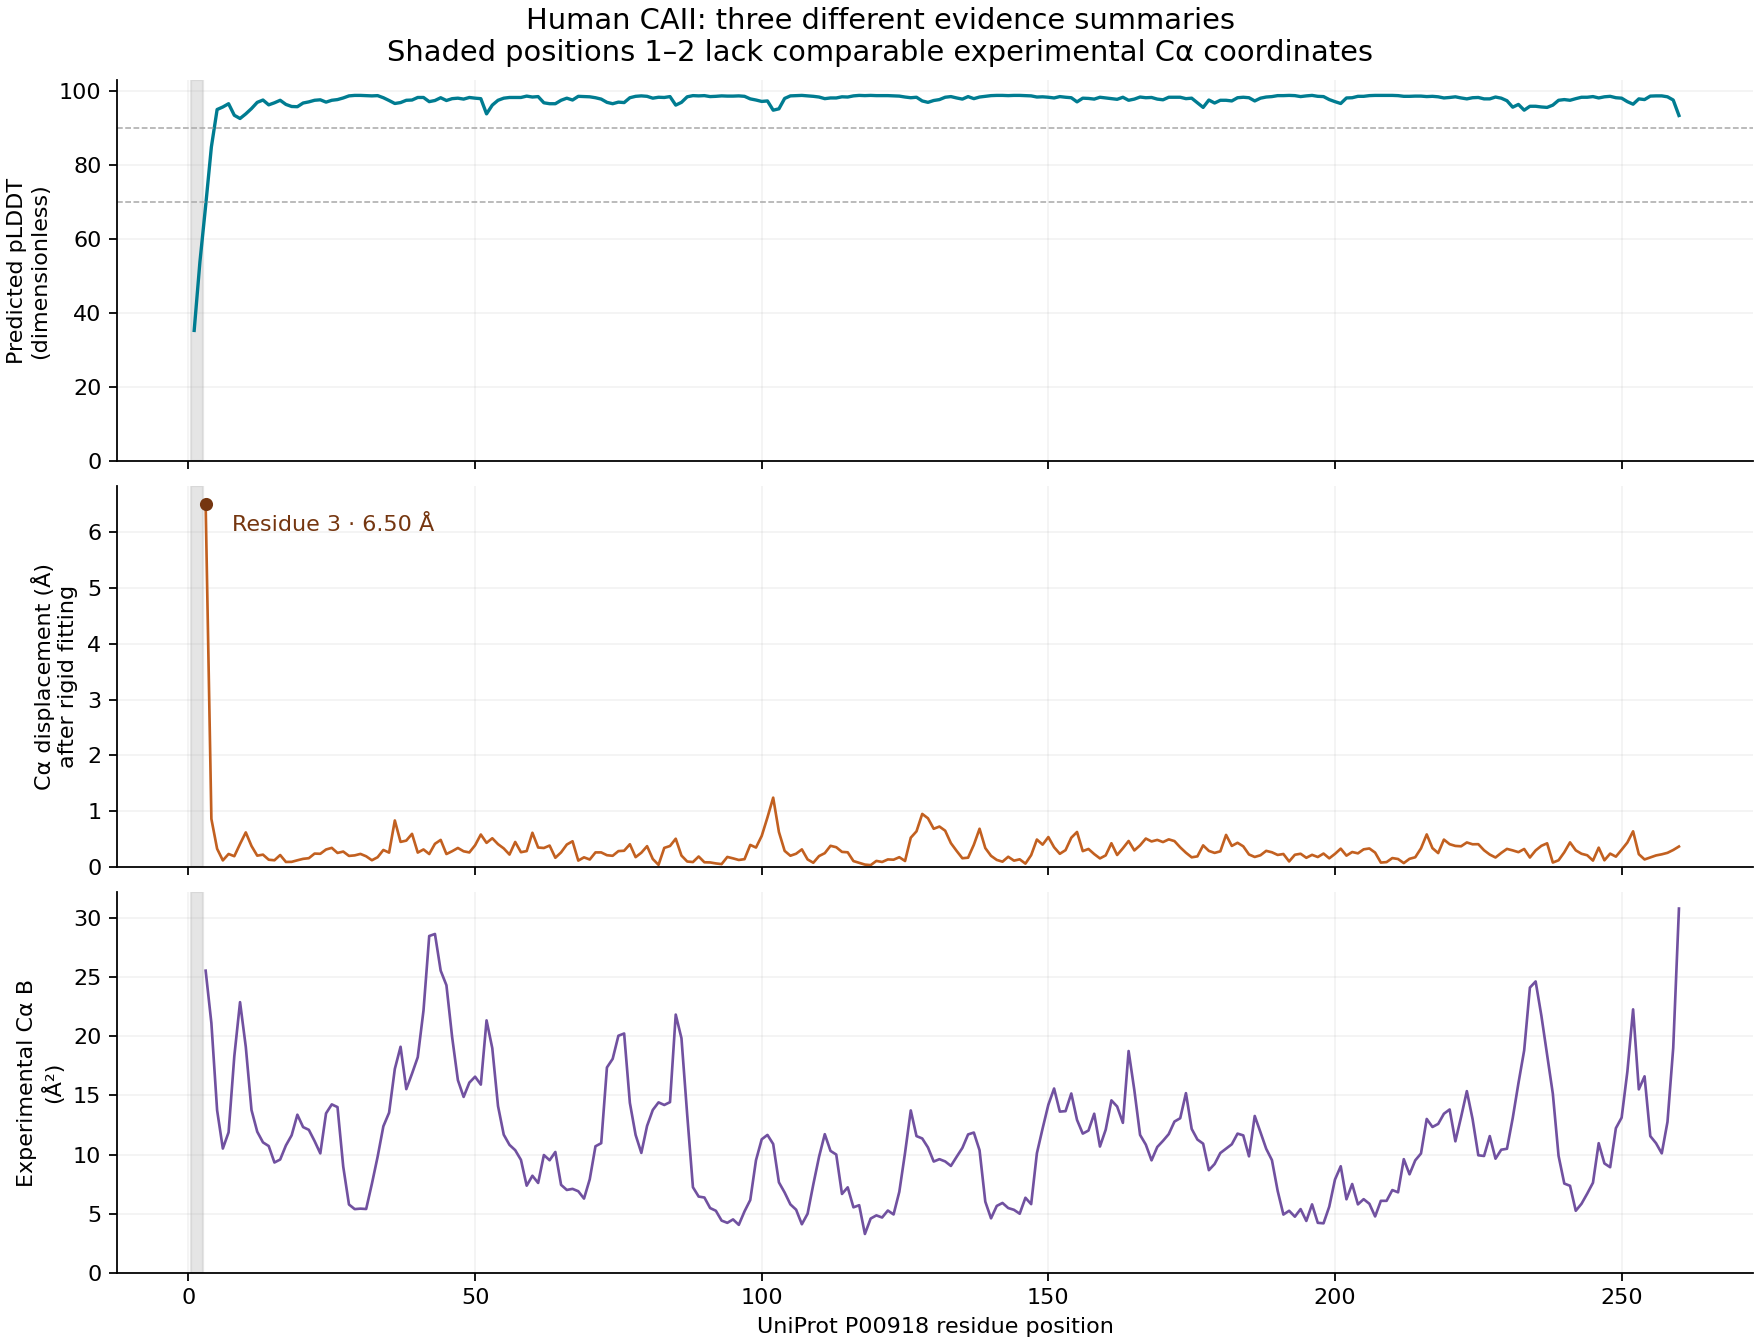 Human CAII: three different evidence summaries
Shaded positions 1–2 lack comparable experimental Cα coordinates
Predicted pLDDT
(dimensionless)
100
80
60
40
20
0
Cα displacement (Å)
after rigid fitting
6
5
4
3
2
1
0
Residue 3 · 6.50 Å
Experimental Cα B
(Å²)
30
25
20
15
10
5
0
0
50
100
150
200
250
UniProt P00918 residue position